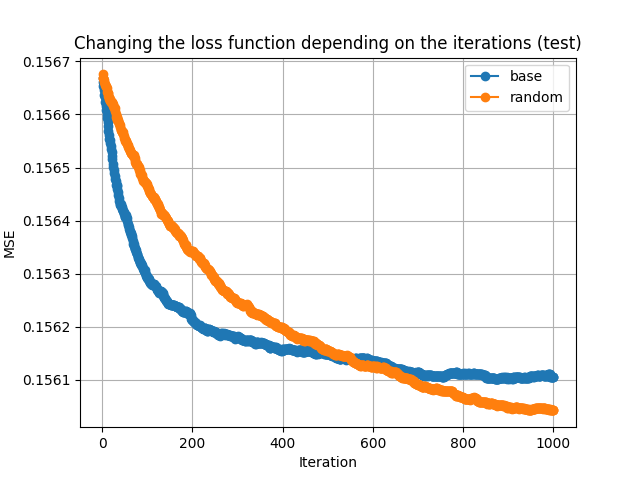 Changing the loss function depending on the iterations (test)
0.1567
0.1566
0.1565
0.1564
0.1563
0.1562
0.1561
MSE
base
random
0 200 400 600 800 1000
Iteration